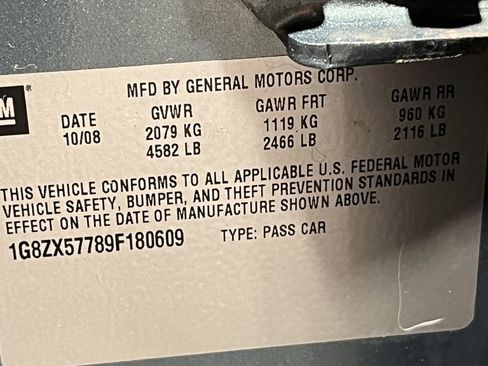 GM
MFD BY GENERAL MOTORS CORP.
DATE GVWR GAWR FRT GAWR RR
10/08 2079 KG 1119 KG 960 KG
4582 LB 2466 LB 2116 LB
THIS VEHICLE CONFORMS TO ALL APPLICABLE U.S. FEDERAL MOTOR
VEHICLE SAFETY, BUMPER, AND THEFT PREVENTION STANDARDS IN
EFFECT ON THE DATE OF MANUFACTURE SHOWN ABOVE.
1G8ZX57789F180609 TYPE: PASS CAR